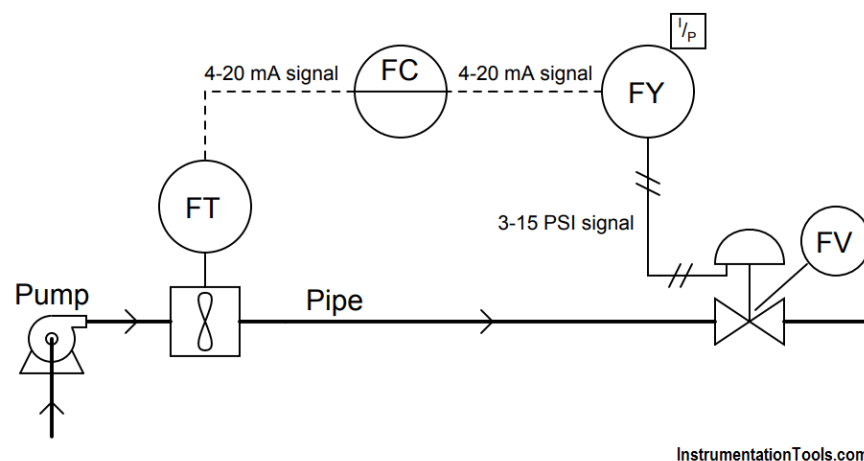 I/P
4-20 mA signal
FC
4-20 mA signal
FY
FT
3-15 PSI signal
FV
Pump
Pipe
InstrumentationTools.com